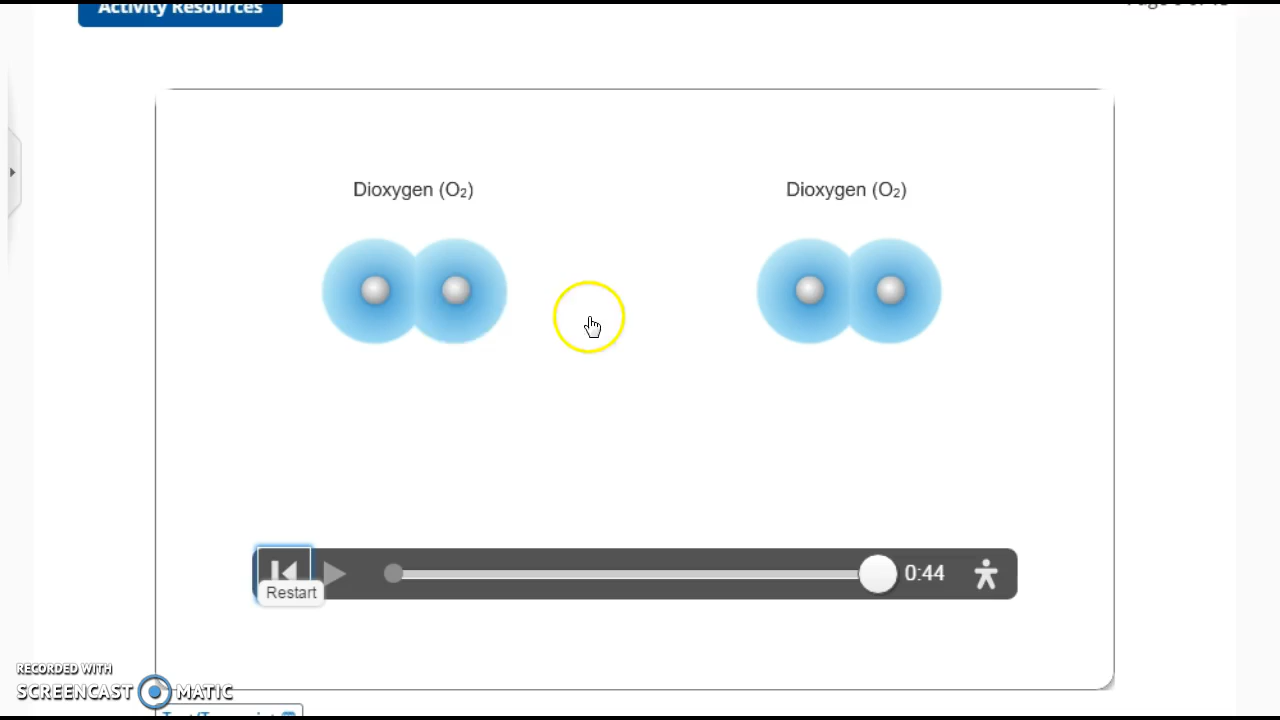 Activity Resources
Dioxygen (O₂)
Dioxygen (O₂)
0:44
Restart
RECORDED WITH
SCREENCAST MATIC